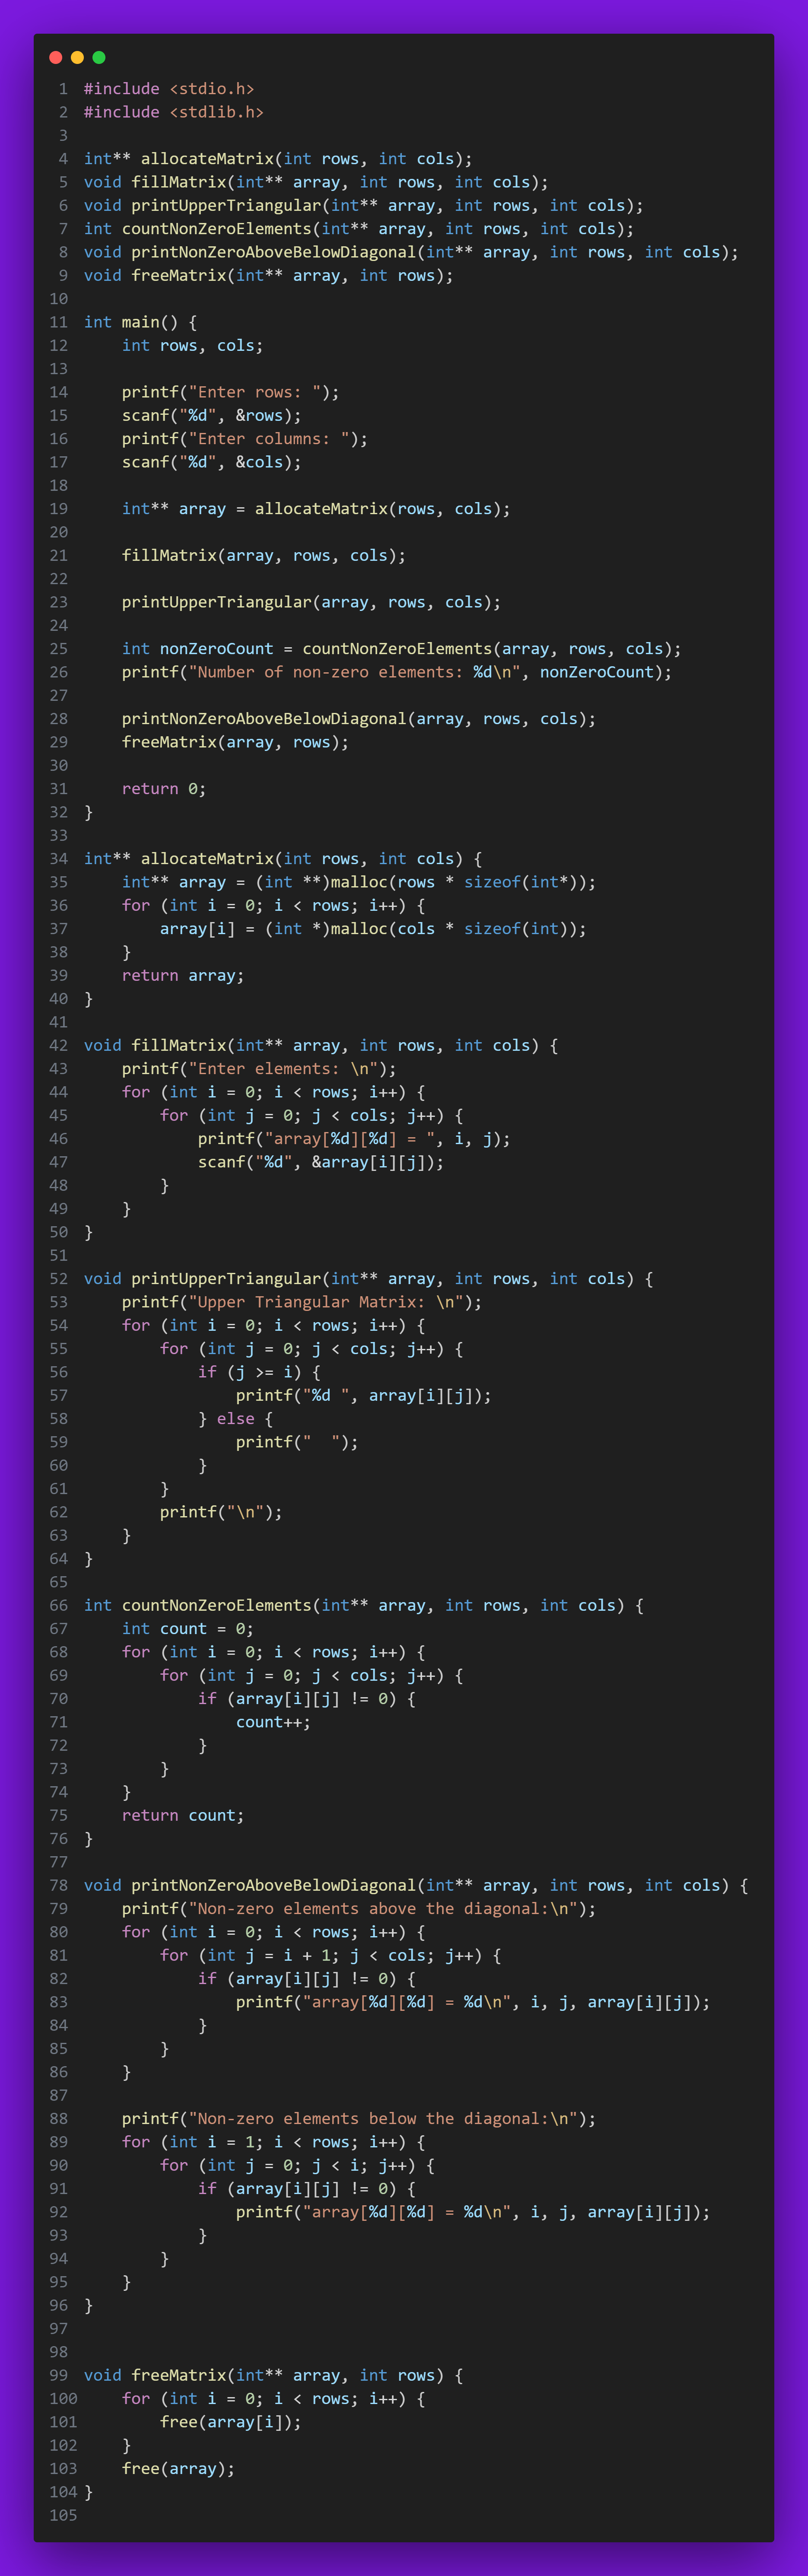 1 #include <stdio.h>
2 #include <stdlib.h>
3
4 int** allocateMatrix(int rows, int cols);
5 void fillMatrix(int** array, int rows, int cols);
6 void printUpperTriangular(int** array, int rows, int cols);
7 int countNonZeroElements(int** array, int rows, int cols);
8 void printNonZeroAboveBelowDiagonal(int** array, int rows, int cols);
9 void freeMatrix(int** array, int rows);
10
11 int main() {
12     int rows, cols;
13
14     printf("Enter rows: ");
15     scanf("%d", &rows);
16     printf("Enter columns: ");
17     scanf("%d", &cols);
18
19     int** array = allocateMatrix(rows, cols);
20
21     fillMatrix(array, rows, cols);
22
23     printUpperTriangular(array, rows, cols);
24
25     int nonZeroCount = countNonZeroElements(array, rows, cols);
26     printf("Number of non-zero elements: %d\n", nonZeroCount);
27
28     printNonZeroAboveBelowDiagonal(array, rows, cols);
29     freeMatrix(array, rows);
30
31     return 0;
32 }
33
34 int** allocateMatrix(int rows, int cols) {
35     int** array = (int **)malloc(rows * sizeof(int*));
36     for (int i = 0; i < rows; i++) {
37         array[i] = (int *)malloc(cols * sizeof(int));
38     }
39     return array;
40 }
41
42 void fillMatrix(int** array, int rows, int cols) {
43     printf("Enter elements: \n");
44     for (int i = 0; i < rows; i++) {
45         for (int j = 0; j < cols; j++) {
46             printf("array[%d][%d] = ", i, j);
47             scanf("%d", &array[i][j]);
48         }
49     }
50 }
51
52 void printUpperTriangular(int** array, int rows, int cols) {
53     printf("Upper Triangular Matrix: \n");
54     for (int i = 0; i < rows; i++) {
55         for (int j = 0; j < cols; j++) {
56             if (j >= i) {
57                 printf("%d ", array[i][j]);
58             } else {
59                 printf("  ");
60             }
61         }
62         printf("\n");
63     }
64 }
65
66 int countNonZeroElements(int** array, int rows, int cols) {
67     int count = 0;
68     for (int i = 0; i < rows; i++) {
69         for (int j = 0; j < cols; j++) {
70             if (array[i][j] != 0) {
71                 count++;
72             }
73         }
74     }
75     return count;
76 }
77
78 void printNonZeroAboveBelowDiagonal(int** array, int rows, int cols) {
79     printf("Non-zero elements above the diagonal:\n");
80     for (int i = 0; i < rows; i++) {
81         for (int j = i + 1; j < cols; j++) {
82             if (array[i][j] != 0) {
83                 printf("array[%d][%d] = %d\n", i, j, array[i][j]);
84             }
85         }
86     }
87
88     printf("Non-zero elements below the diagonal:\n");
89     for (int i = 1; i < rows; i++) {
90         for (int j = 0; j < i; j++) {
91             if (array[i][j] != 0) {
92                 printf("array[%d][%d] = %d\n", i, j, array[i][j]);
93             }
94         }
95     }
96 }
97
98
99 void freeMatrix(int** array, int rows) {
100     for (int i = 0; i < rows; i++) {
101         free(array[i]);
102     }
103     free(array);
104 }
105